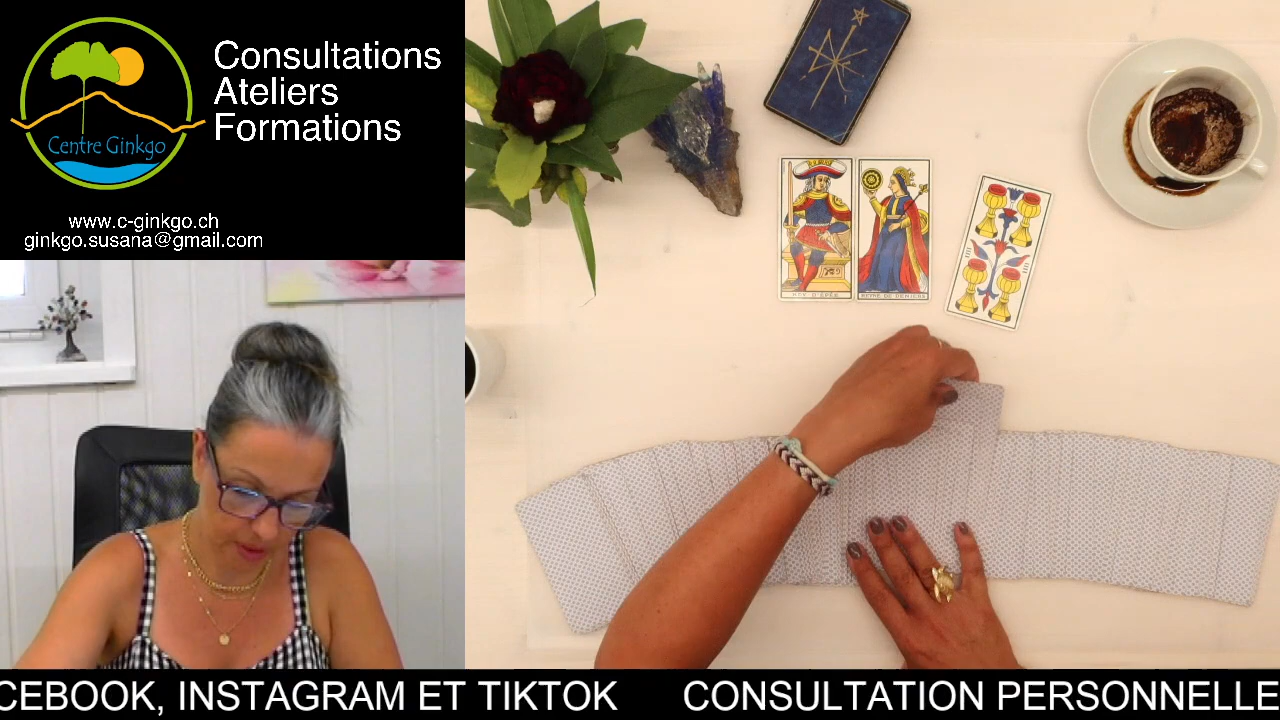 Consultations
Ateliers
Formations
Centre Ginkgo
www.c-ginkgo.ch
ginkgo.susana@gmail.com
ROY D'ÉPÉE
REYNE DE DENIERS
CEBOOK, INSTAGRAM ET TIKTOK CONSULTATION PERSONNELLE